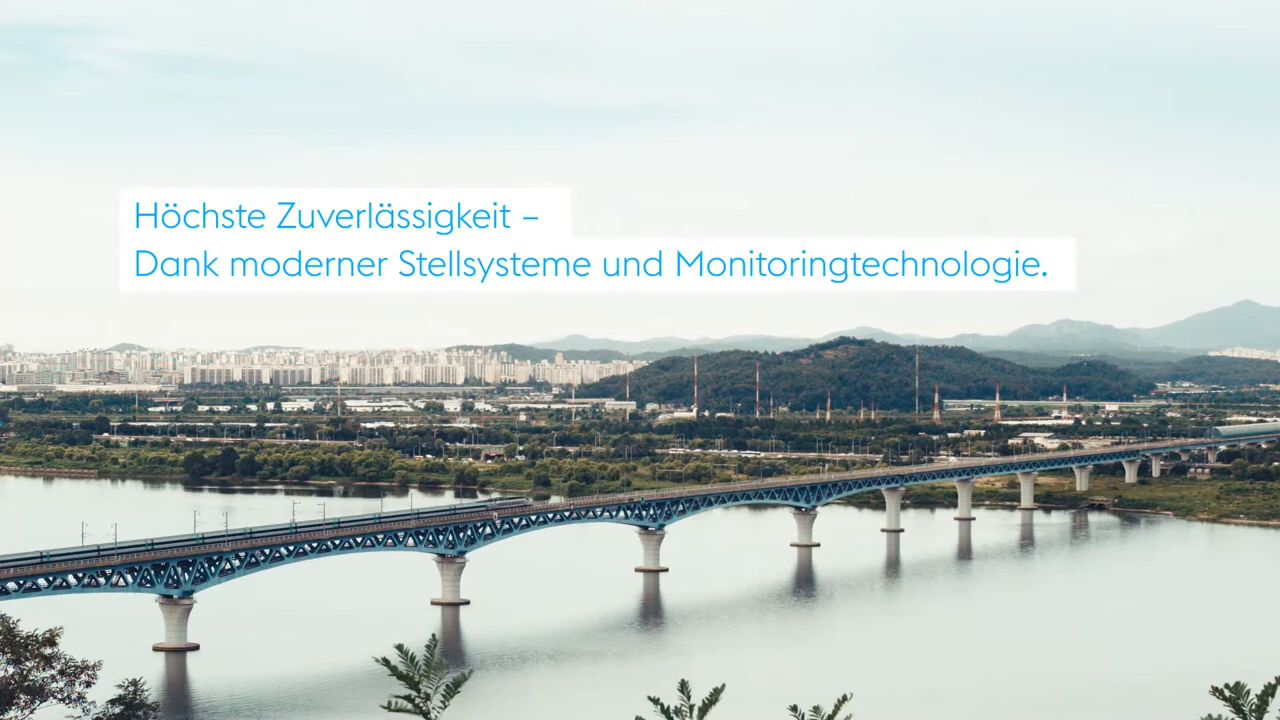 Höchste Zuverlässigkeit –
Dank moderner Stellsysteme und Monitoringtechnologie.